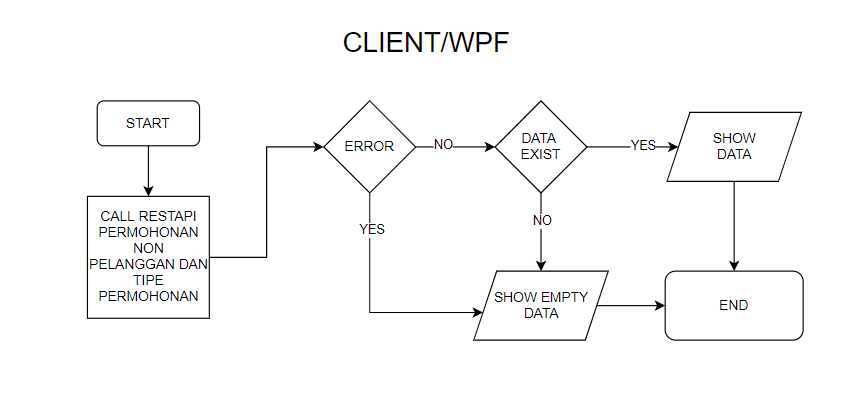 CLIENT/WPF
START
CALL RESTAPI
PERMOHONAN
NON
PELANGGAN DAN
TIPE
PERMOHONAN
ERROR
NO
DATA
EXIST
YES
SHOW
DATA
YES
NO
SHOW EMPTY
DATA
END